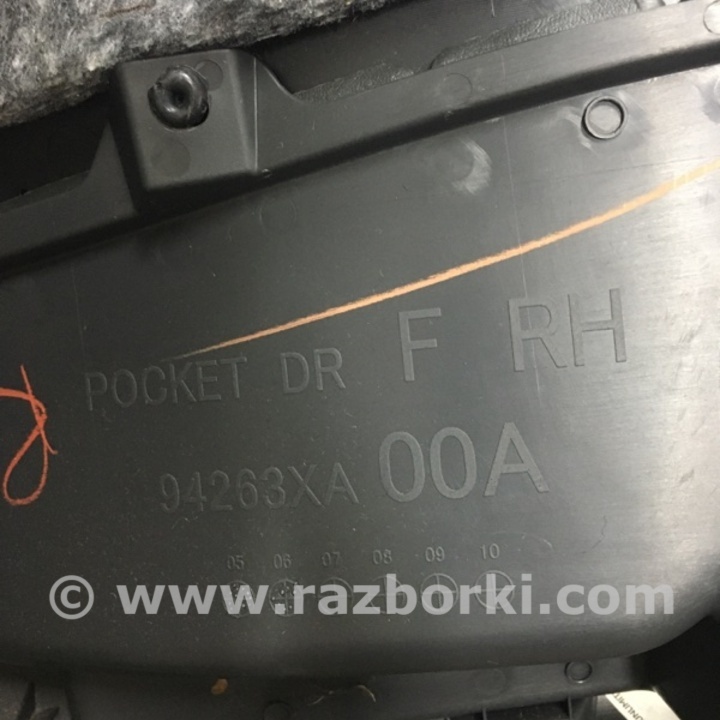 POCKET DR F RH
94263XA 00A
05 06 07 08 09 10
© www.razborki.com